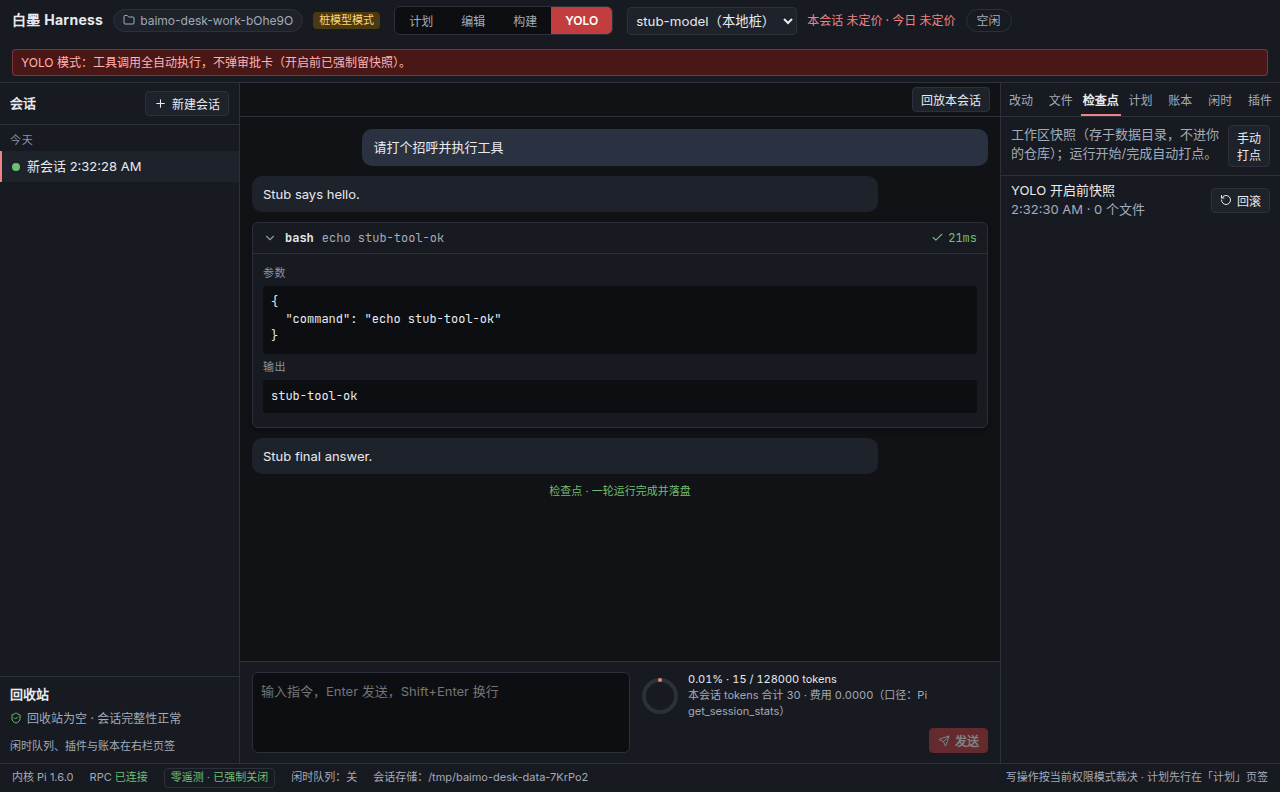 白墨 Harness
baimo-desk-work-bOhe9O
桩模型模式
计划
编辑
构建
YOLO
stub-model（本地桩）
本会话 未定价 · 今日 未定价
空闲
YOLO 模式：工具调用全自动执行，不弹审批卡（开启前已强制留快照）。
会话
新建会话
今天
新会话 2:32:28 AM
回收站
回收站为空 · 会话完整性正常
闲时队列、插件与账本在右栏页签
回放本会话
请打个招呼并执行工具
Stub says hello.
bash echo stub-tool-ok
21ms
参数
{
"command": "echo stub-tool-ok"
}
输出
stub-tool-ok
Stub final answer.
检查点 · 一轮运行完成并落盘
输入指令，Enter 发送，Shift+Enter 换行
0.01% · 15 / 128000 tokens
本会话 tokens 合计 30 · 费用 0.0000（口径：Pi
get_session_stats）
发送
改动
文件
检查点
计划
账本
闲时
插件
工作区快照（存于数据目录，不进你
的仓库）；运行开始/完成自动打点。
手动
打点
YOLO 开启前快照
2:32:30 AM · 0 个文件
回滚
内核 Pi 1.6.0
RPC 已连接
零遥测 · 已强制关闭
闲时队列：关
会话存储：/tmp/baimo-desk-data-7KrPo2
写操作按当前权限模式裁决 · 计划先行在「计划」页签